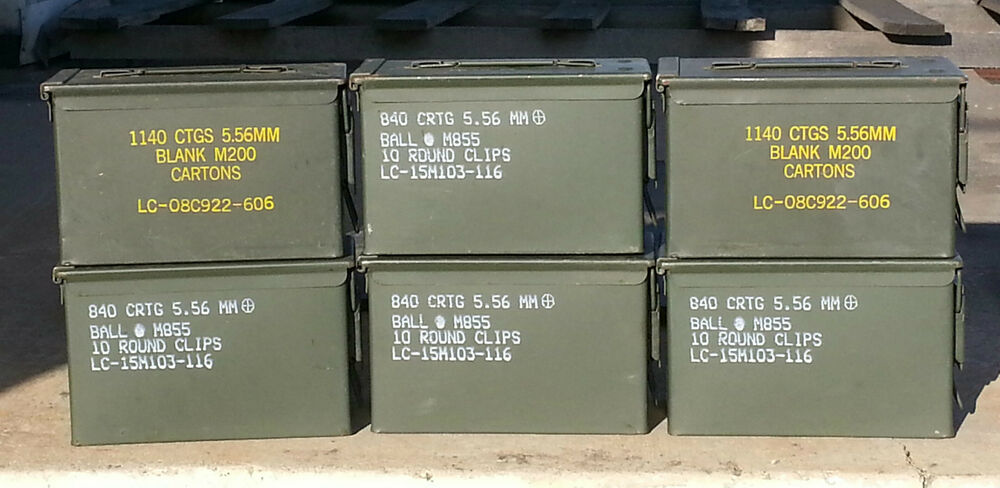 1140 CTGS 5.56MM
BLANK M200
CARTONS
LC-08C922-606
840 CRTG 5.56 MM
BALL M855
10 ROUND CLIPS
LC-15M103-116
1140 CTGS 5.56MM
BLANK M200
CARTONS
LC-08C922-606
840 CRTG 5.56 MM
BALL M855
10 ROUND CLIPS
LC-15M103-116
840 CRTG 5.56 MM
BALL M855
10 ROUND CLIPS
LC-15M103-116
840 CRTG 5.56 MM
BALL M855
10 ROUND CLIPS
LC-15M103-116